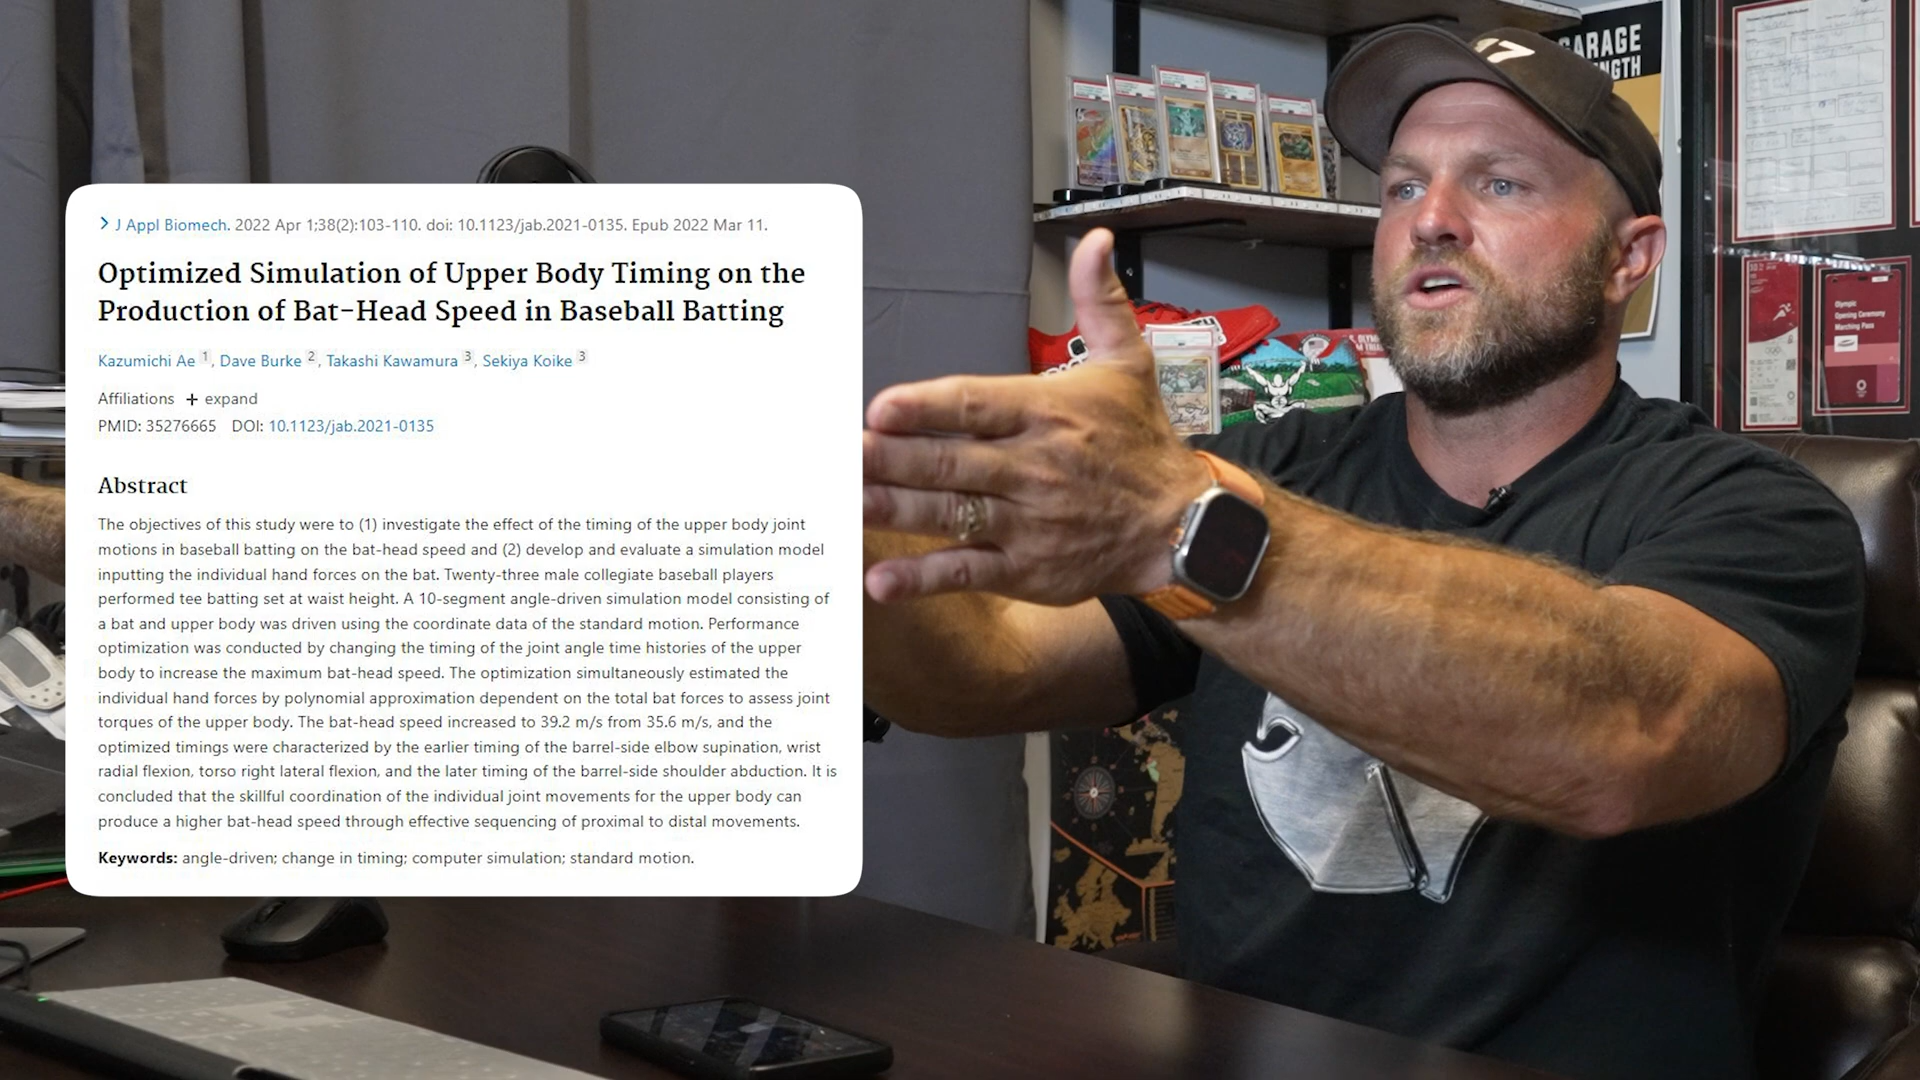 J Appl Biomech. 2022 Apr 1;38(2):103-110. doi: 10.1123/jab.2021-0135. Epub 2022 Mar 11.
Optimized Simulation of Upper Body Timing on the
Production of Bat-Head Speed in Baseball Batting
Kazumichi Ae 1, Dave Burke 2, Takashi Kawamura 3, Sekiya Koike 3
Affiliations + expand
PMID: 35276665 DOI: 10.1123/jab.2021-0135
Abstract
The objectives of this study were to (1) investigate the effect of the timing of the upper body joint
motions in baseball batting on the bat-head speed and (2) develop and evaluate a simulation model
inputting the individual hand forces on the bat. Twenty-three male collegiate baseball players
performed tee batting set at waist height. A 10-segment angle-driven simulation model consisting of
a bat and upper body was driven using the coordinate data of the standard motion. Performance
optimization was conducted by changing the timing of the joint angle time histories of the upper
body to increase the maximum bat-head speed. The optimization simultaneously estimated the
individual hand forces by polynomial approximation dependent on the total bat forces to assess joint
torques of the upper body. The bat-head speed increased to 39.2 m/s from 35.6 m/s, and the
optimized timings were characterized by the earlier timing of the barrel-side elbow supination, wrist
radial flexion, torso right lateral flexion, and the later timing of the barrel-side shoulder abduction. It is
concluded that the skillful coordination of the individual joint movements for the upper body can
produce a higher bat-head speed through effective sequencing of proximal to distal movements.
Keywords: angle-driven; change in timing; computer simulation; standard motion.
17
GARAGE
Olympic
Opening Ceremony
Marching Pass